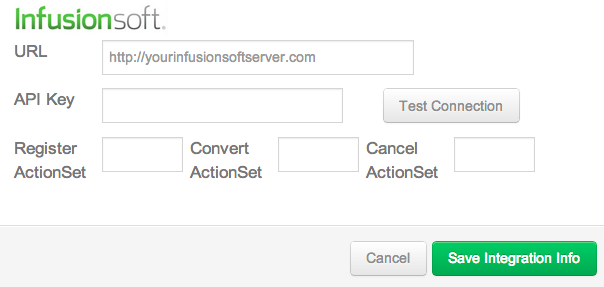 Infusionsoft.
URL http://yourinfusionsoftserver.com
API Key Test Connection
Register Convert Cancel
ActionSet ActionSet ActionSet
Cancel Save Integration Info